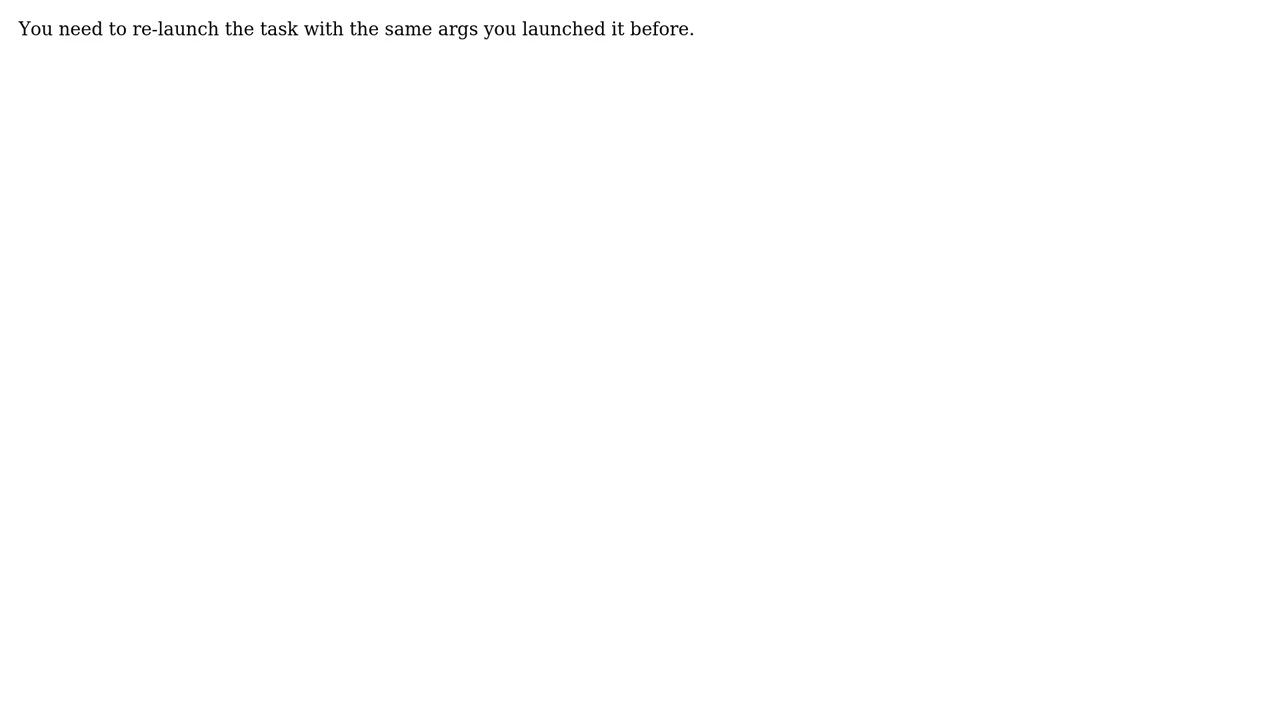 You need to re-launch the task with the same args you launched it before.